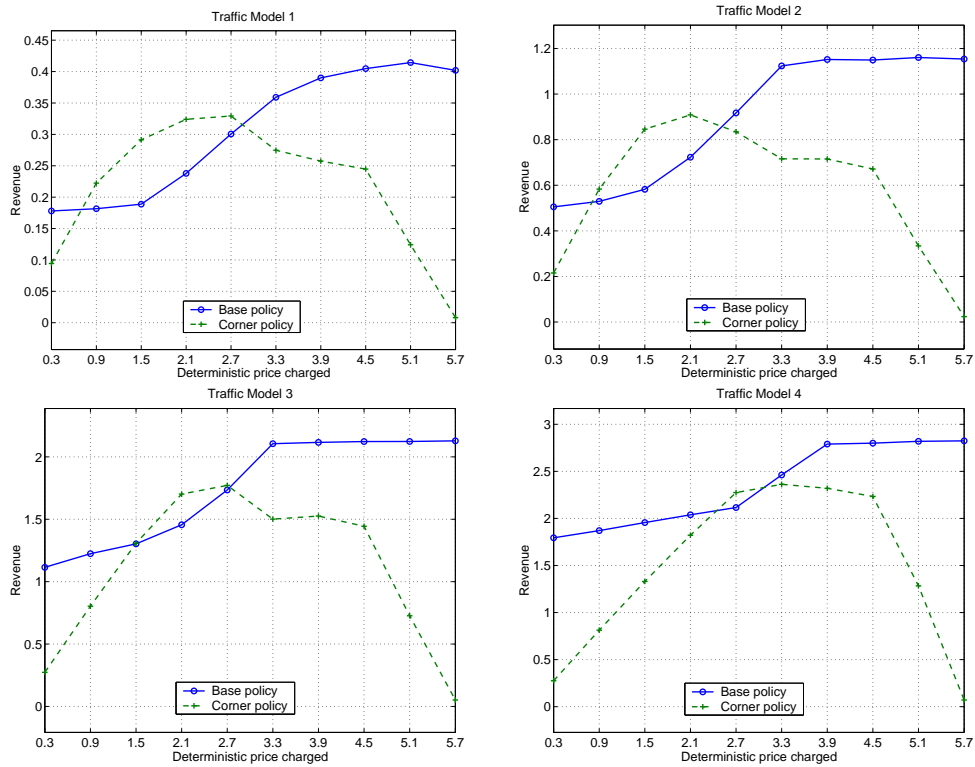 Traffic Model 1
0.45
0.4
0.35
0.3
0.25
0.2
0.15
0.1
0.05
0
Revenue
Base policy
Corner policy
0.3 0.9 1.5 2.1 2.7 3.3 3.9 4.5 5.1 5.7
Deterministic price charged
Traffic Model 2
1.2
1
0.8
0.6
0.4
0.2
0
Revenue
Base policy
Corner policy
0.3 0.9 1.5 2.1 2.7 3.3 3.9 4.5 5.1 5.7
Deterministic price charged
Traffic Model 3
2
1.5
1
0.5
0
Revenue
Base policy
Corner policy
0.3 0.9 1.5 2.1 2.7 3.3 3.9 4.5 5.1 5.7
Deterministic price charged
Traffic Model 4
3
2.5
2
1.5
1
0.5
0
Revenue
Base policy
Corner policy
0.3 0.9 1.5 2.1 2.7 3.3 3.9 4.5 5.1 5.7
Deterministic price charged